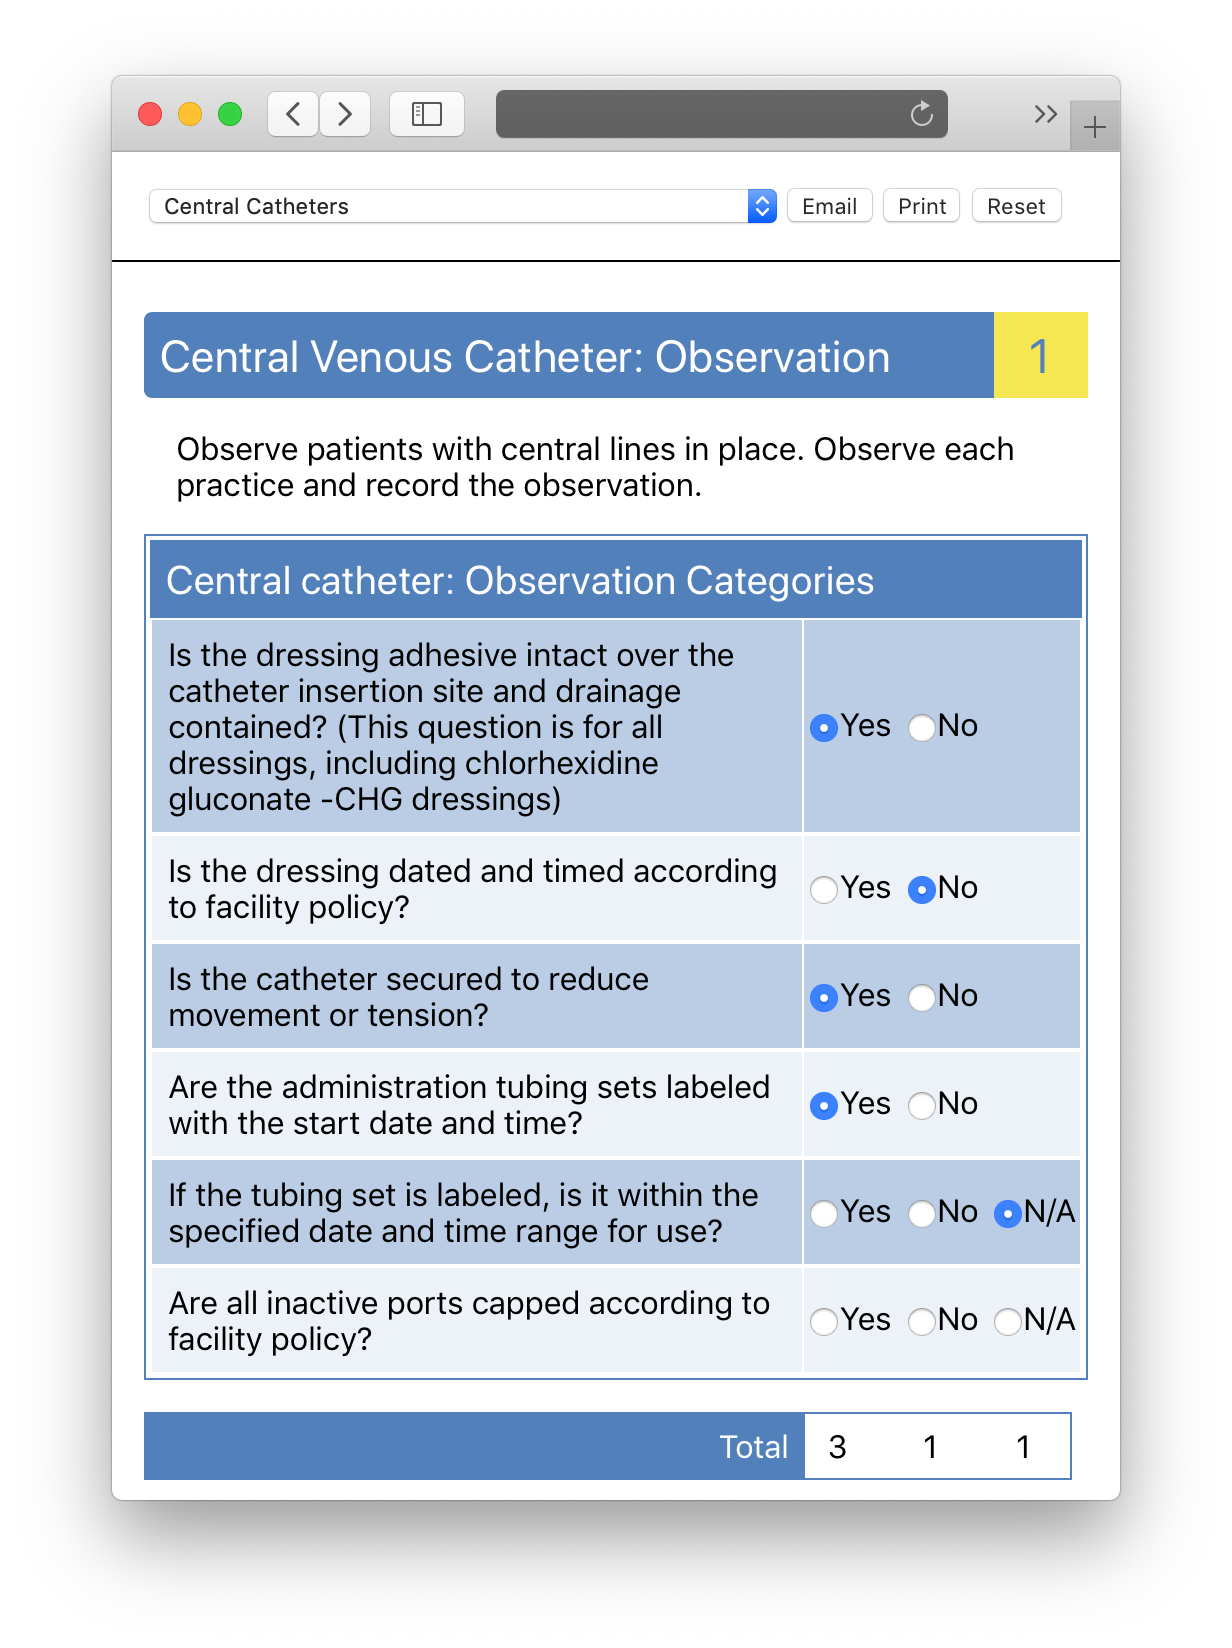 Central Catheters Email Print Reset
Central Venous Catheter: Observation 1
Observe patients with central lines in place. Observe each
practice and record the observation.
Central catheter: Observation Categories
Is the dressing adhesive intact over the
catheter insertion site and drainage
contained? (This question is for all
dressings, including chlorhexidine
gluconate -CHG dressings)
Yes No
Is the dressing dated and timed according
to facility policy?
Yes No
Is the catheter secured to reduce
movement or tension?
Yes No
Are the administration tubing sets labeled
with the start date and time?
Yes No
If the tubing set is labeled, is it within the
specified date and time range for use?
Yes No N/A
Are all inactive ports capped according to
facility policy?
Yes No N/A
Total 3 1 1